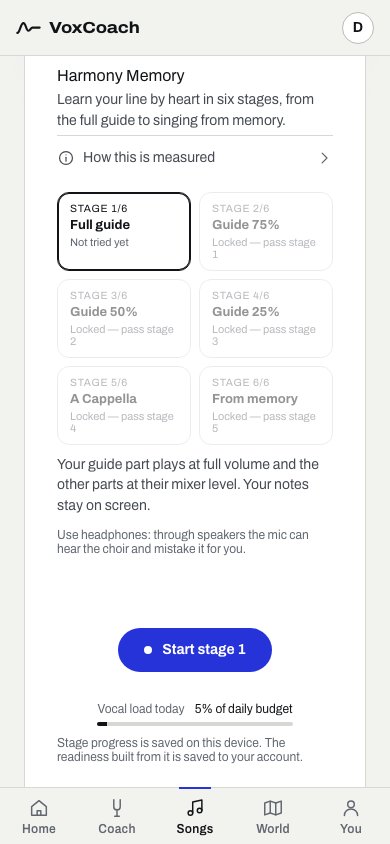 VoxCoach
D
Harmony Memory
Learn your line by heart in six stages, from
the full guide to singing from memory.
How this is measured
STAGE 1/6
Full guide
Not tried yet
STAGE 2/6
Guide 75%
Locked — pass stage
1
STAGE 3/6
Guide 50%
Locked — pass stage
2
STAGE 4/6
Guide 25%
Locked — pass stage
3
STAGE 5/6
A Cappella
Locked — pass stage
4
STAGE 6/6
From memory
Locked — pass stage
5
Your guide part plays at full volume and the
other parts at their mixer level. Your notes
stay on screen.
Use headphones: through speakers the mic can
hear the choir and mistake it for you.
Start stage 1
Vocal load today 5% of daily budget
Stage progress is saved on this device. The
readiness built from it is saved to your account.
Home
Coach
Songs
World
You